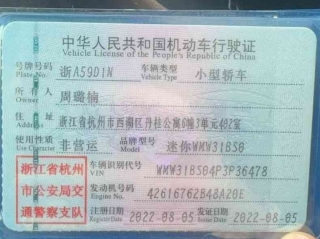 中华人民共和国机动车行驶证
Vehicle License of the People's Republic of China
号牌号码 浙A59D1N 车辆类型 小型轿车
Plate No. Vehicle Type
所有人 周璐楠
Owner
住址 浙江省杭州市西湖区丹桂公寓6幢3单元402室
Address
使用性质 非营运 品牌型号 迷你WMW31BS0
Use Character Model
浙江省杭州市公安局交通警察支队
车辆识别代号 WMW31BS04P3P36478
VIN
发动机号码 42616762B48A20E
Engine No.
注册日期 2022-08-05 发证日期 2022-08-05
Register Date Issue Date